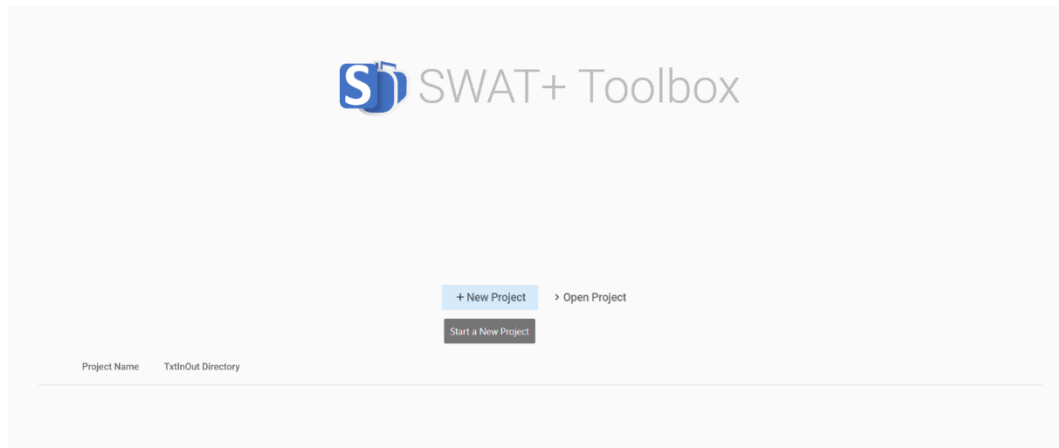 SWAT+ Toolbox
+ New Project > Open Project
Start a New Project
Project Name TxtInOut Directory